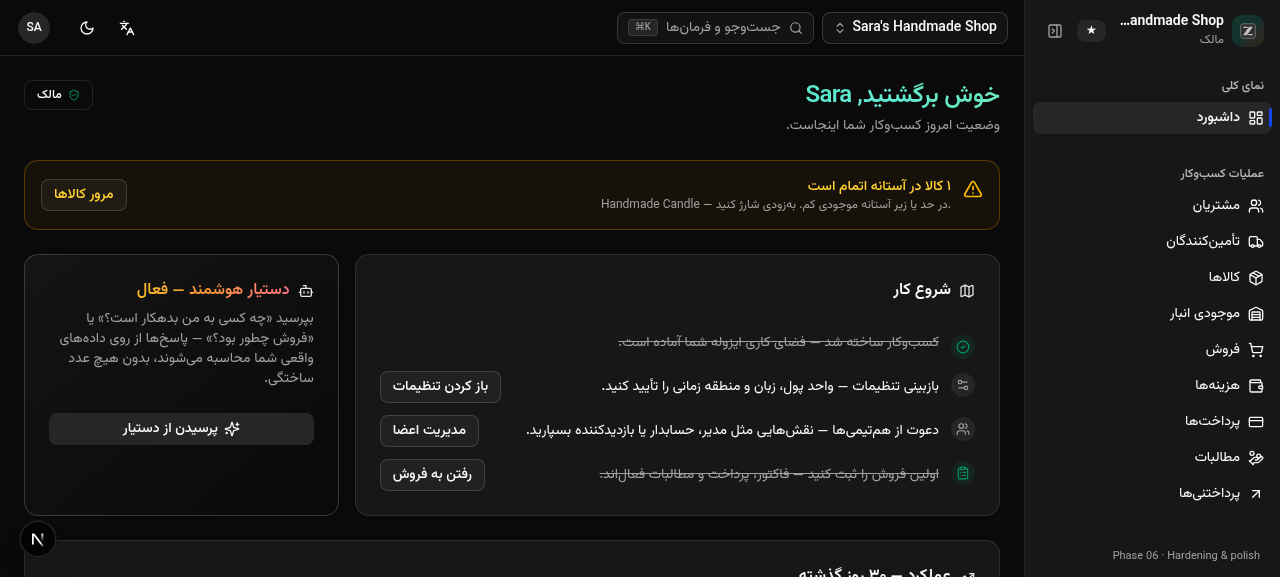 …andmade Shop
مالک
نمای کلی
داشبورد
عملیات کسب‌وکار
مشتریان
تأمین‌کنندگان
کالاها
موجودی انبار
فروش
هزینه‌ها
پرداخت‌ها
مطالبات
پرداختنی‌ها
Phase 06 · Hardening & polish
Sara's Handmade Shop
جست‌وجو و فرمان‌ها
⌘K
SA
خوش برگشتید, Sara
وضعیت امروز کسب‌وکار شما اینجاست.
مالک
۱ کالا در آستانه اتمام است
Handmade Candle — در حد یا زیر آستانه موجودی کم. به‌زودی شارژ کنید.
مرور کالاها
شروع کار
کسب‌وکار ساخته شد — فضای کاری ایزوله شما آماده است.
بازبینی تنظیمات — واحد پول، زبان و منطقه زمانی را تأیید کنید.
باز کردن تنظیمات
دعوت از هم‌تیمی‌ها — نقش‌هایی مثل مدیر، حسابدار یا بازدیدکننده بسپارید.
مدیریت اعضا
اولین فروش را ثبت کنید — فاکتور، پرداخت و مطالبات فعال‌اند.
رفتن به فروش
دستیار هوشمند — فعال
بپرسید «چه کسی به من بدهکار است؟» یا
«فروش چطور بود؟» — پاسخ‌ها از روی داده‌های
واقعی شما محاسبه می‌شوند، بدون هیچ عدد
ساختگی.
پرسیدن از دستیار
N
عملکرد — ۳۰ روز گذشته